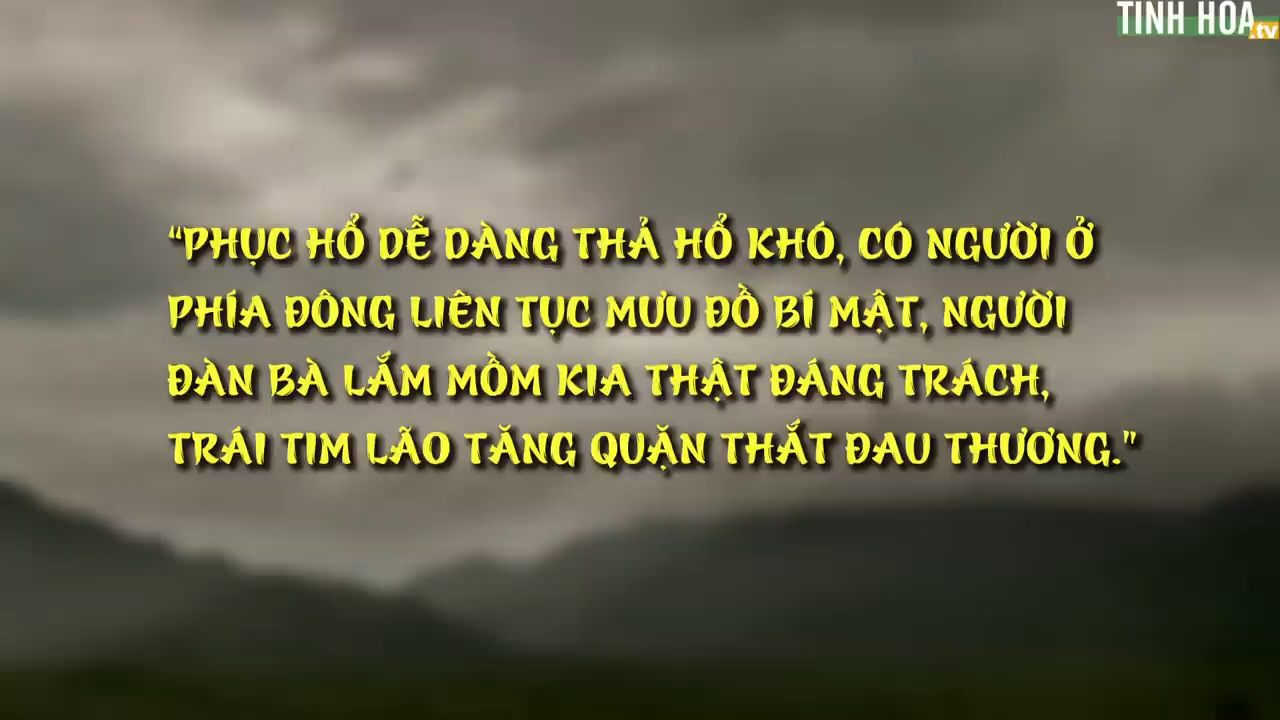 TINH HOA.tv
"PHỤC HỔ DỄ DÀNG THẢ HỔ KHÓ, CÓ NGƯỜI Ở
PHÍA ĐÔNG LIÊN TỤC MƯU ĐỒ BÍ MẬT, NGƯỜI
ĐÀN BÀ LẮM MỒM KIA THẬT ĐÁNG TRÁCH,
TRÁI TIM LÃO TĂNG QUẶN THẮT ĐAU THƯƠNG."